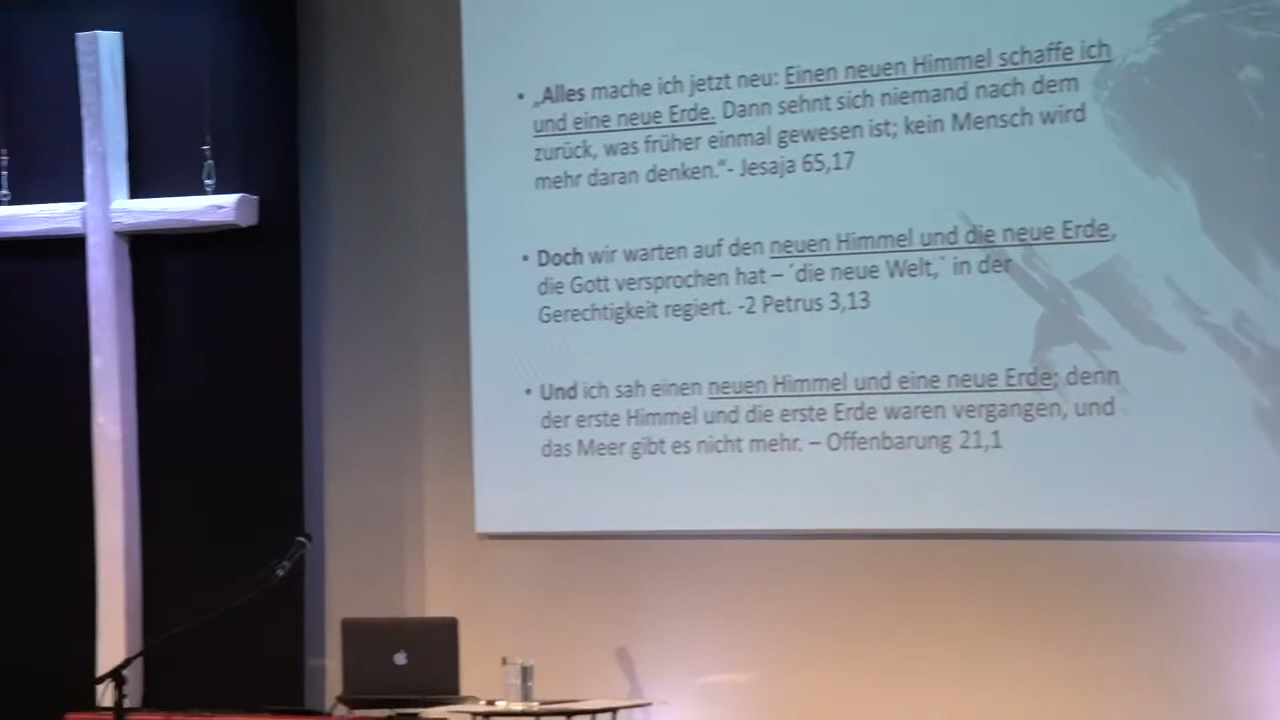 • „Alles mache ich jetzt neu: Einen neuen Himmel schaffe ich
und eine neue Erde. Dann sehnt sich niemand nach dem
zurück, was früher einmal gewesen ist; kein Mensch wird
mehr daran denken.“- Jesaja 65,17
• Doch wir warten auf den neuen Himmel und die neue Erde,
die Gott versprochen hat – ´die neue Welt,` in der
Gerechtigkeit regiert. -2 Petrus 3,13
• Und ich sah einen neuen Himmel und eine neue Erde; denn
der erste Himmel und die erste Erde waren vergangen, und
das Meer gibt es nicht mehr. – Offenbarung 21,1